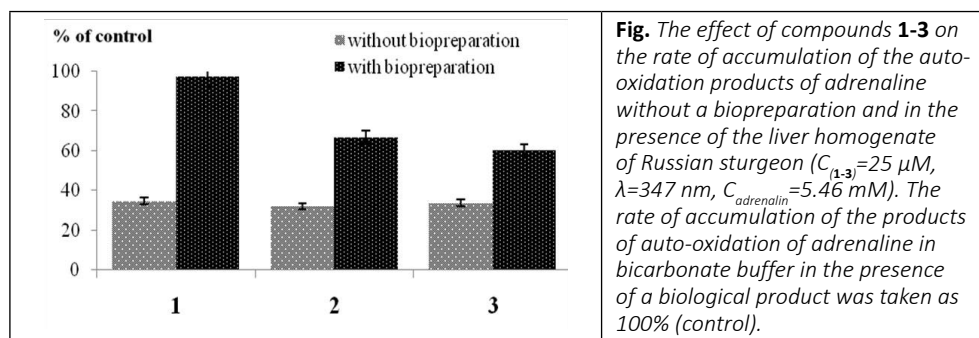 % of control
without biopreparation
with biopreparation
100
80
60
40
20
0
1 2 3
Fig. The effect of compounds 1-3 on
the rate of accumulation of the auto-
oxidation products of adrenaline
without a biopreparation and in the
presence of the liver homogenate
of Russian sturgeon (C(1-3)=25 μM,
λ=347 nm, Cadrenalin=5.46 mM). The
rate of accumulation of the products
of auto-oxidation of adrenaline in
bicarbonate buffer in the presence
of a biological product was taken as
100% (control).